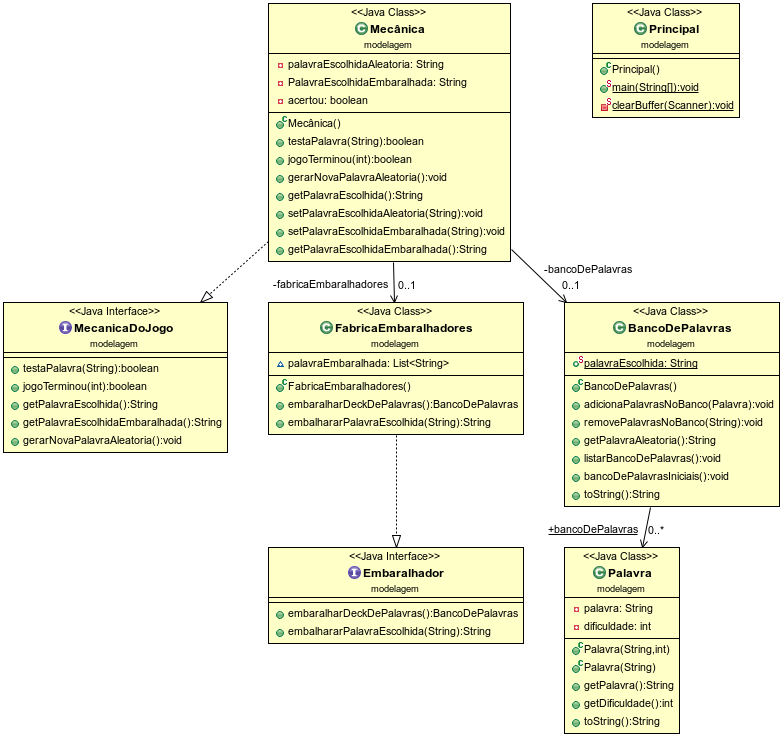 <<Java Class>>
Mecânica
modelagem
palavraEscolhidaAleatoria: String
PalavraEscolhidaEmbaralhada: String
acertou: boolean
Mecânica()
testaPalavra(String):boolean
jogoTerminou(int):boolean
gerarNovaPalavraAleatoria():void
getPalavraEscolhida():String
setPalavraEscolhidaAleatoria(String):void
setPalavraEscolhidaEmbaralhada(String):void
getPalavraEscolhidaEmbaralhada():String
<<Java Class>>
Principal
modelagem
Principal()
main(String[]):void
clearBuffer(Scanner):void
-fabricaEmbaralhadores
0..1
-bancoDePalavras
0..1
<<Java Interface>>
MecanicaDoJogo
modelagem
testaPalavra(String):boolean
jogoTerminou(int):boolean
getPalavraEscolhida():String
getPalavraEscolhidaEmbaralhada():String
gerarNovaPalavraAleatoria():void
<<Java Class>>
FabricaEmbaralhadores
modelagem
palavraEmbaralhada: List<String>
FabricaEmbaralhadores()
embaralharDeckDePalavras():BancoDePalavras
embalhararPalavraEscolhida(String):String
<<Java Class>>
BancoDePalavras
modelagem
palavraEscolhida: String
BancoDePalavras()
adicionaPalavrasNoBanco(Palavra):void
removePalavrasNoBanco(String):void
getPalavraAleatoria():String
listarBancoDePalavras():void
bancoDePalavrasIniciais():void
toString():String
+bancoDePalavras
0..*
<<Java Interface>>
Embaralhador
modelagem
embaralharDeckDePalavras():BancoDePalavras
embalhararPalavraEscolhida(String):String
<<Java Class>>
Palavra
modelagem
palavra: String
dificuldade: int
Palavra(String,int)
Palavra(String)
getPalavra():String
getDificuldade():int
toString():String